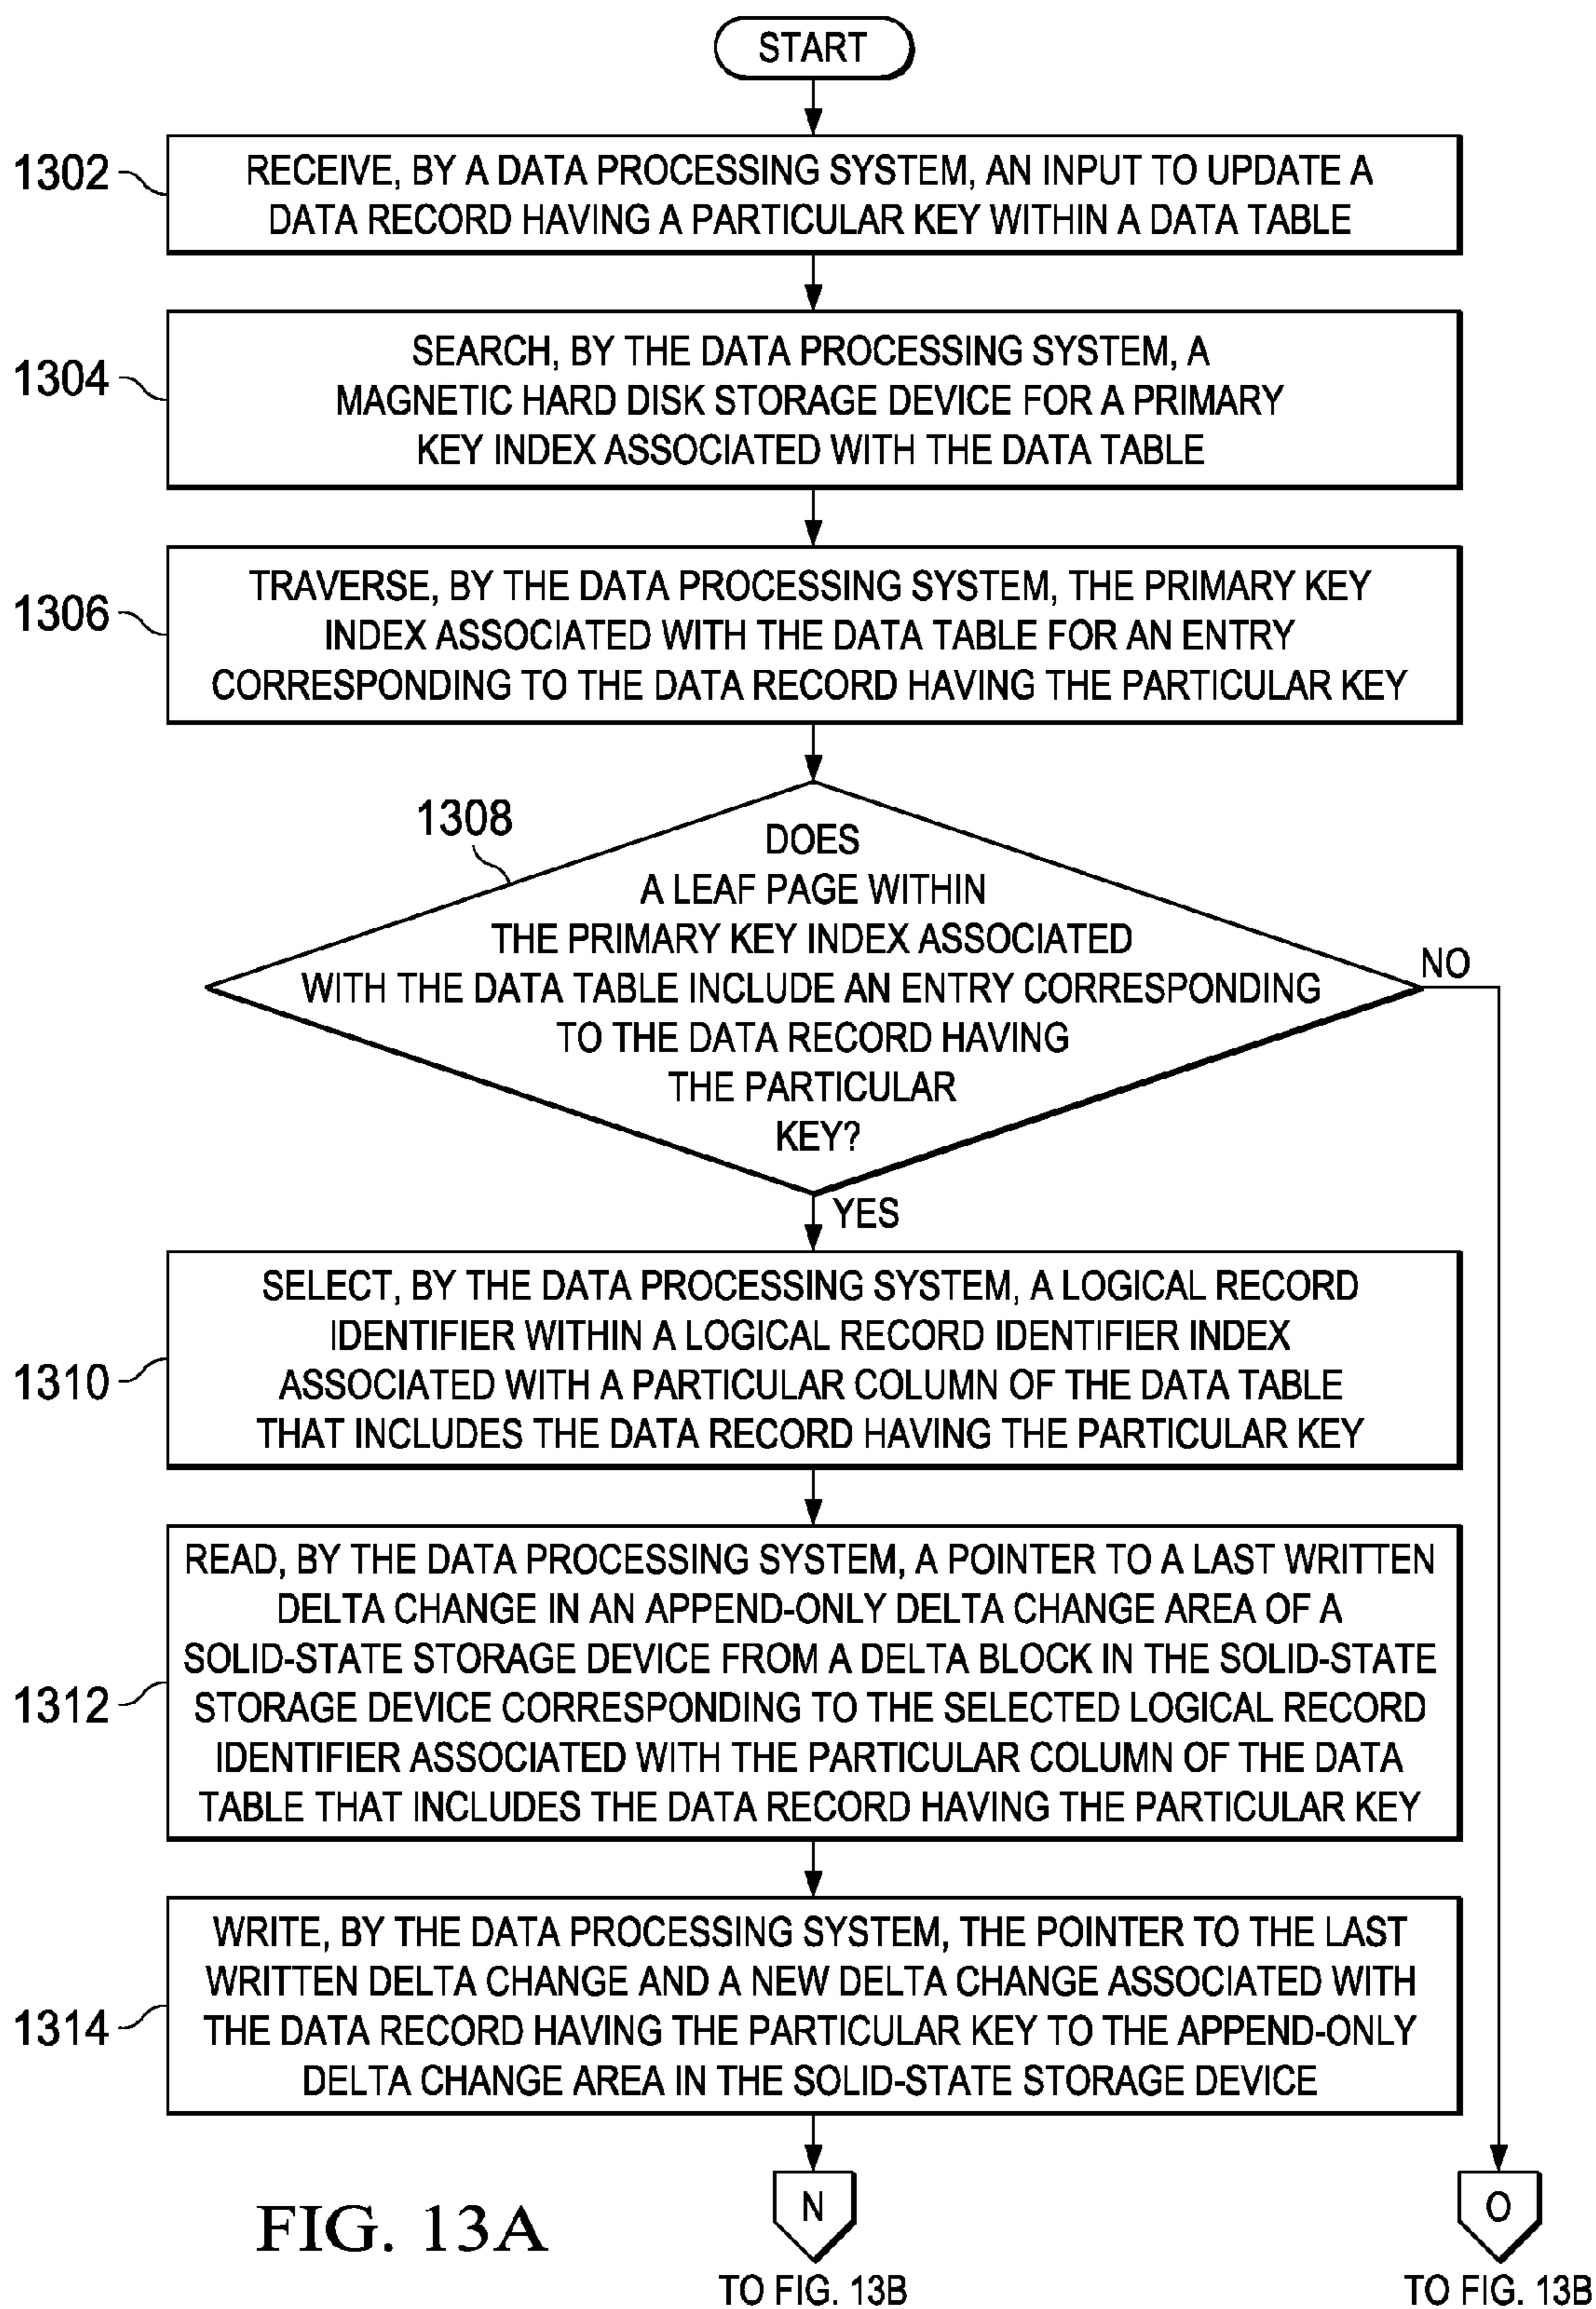 START
1302
RECEIVE, BY A DATA PROCESSING SYSTEM, AN INPUT TO UPDATE A
DATA RECORD HAVING A PARTICULAR KEY WITHIN A DATA TABLE
1304
SEARCH, BY THE DATA PROCESSING SYSTEM, A
MAGNETIC HARD DISK STORAGE DEVICE FOR A PRIMARY
KEY INDEX ASSOCIATED WITH THE DATA TABLE
1306
TRAVERSE, BY THE DATA PROCESSING SYSTEM, THE PRIMARY KEY
INDEX ASSOCIATED WITH THE DATA TABLE FOR AN ENTRY
CORRESPONDING TO THE DATA RECORD HAVING THE PARTICULAR KEY
1308
DOES
A LEAF PAGE WITHIN
THE PRIMARY KEY INDEX ASSOCIATED
WITH THE DATA TABLE INCLUDE AN ENTRY CORRESPONDING
TO THE DATA RECORD HAVING
THE PARTICULAR
KEY?
NO
YES
1310
SELECT, BY THE DATA PROCESSING SYSTEM, A LOGICAL RECORD
IDENTIFIER WITHIN A LOGICAL RECORD IDENTIFIER INDEX
ASSOCIATED WITH A PARTICULAR COLUMN OF THE DATA TABLE
THAT INCLUDES THE DATA RECORD HAVING THE PARTICULAR KEY
1312
READ, BY THE DATA PROCESSING SYSTEM, A POINTER TO A LAST WRITTEN
DELTA CHANGE IN AN APPEND-ONLY DELTA CHANGE AREA OF A
SOLID-STATE STORAGE DEVICE FROM A DELTA BLOCK IN THE SOLID-STATE
STORAGE DEVICE CORRESPONDING TO THE SELECTED LOGICAL RECORD
IDENTIFIER ASSOCIATED WITH THE PARTICULAR COLUMN OF THE DATA
TABLE THAT INCLUDES THE DATA RECORD HAVING THE PARTICULAR KEY
1314
WRITE, BY THE DATA PROCESSING SYSTEM, THE POINTER TO THE LAST
WRITTEN DELTA CHANGE AND A NEW DELTA CHANGE ASSOCIATED WITH
THE DATA RECORD HAVING THE PARTICULAR KEY TO THE APPEND-ONLY
DELTA CHANGE AREA IN THE SOLID-STATE STORAGE DEVICE
FIG. 13A
N
TO FIG. 13B
O
TO FIG. 13B